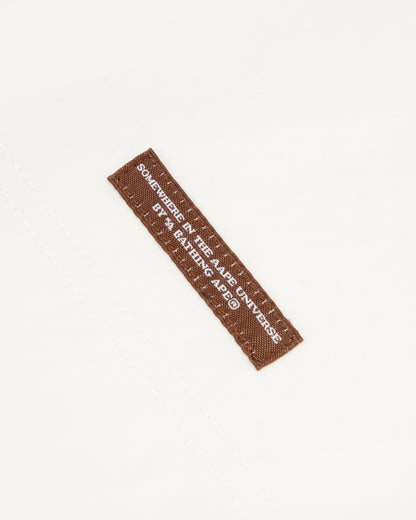 SOMEWHERE IN THE AAPE UNIVERSE
BY *A BATHING APE®